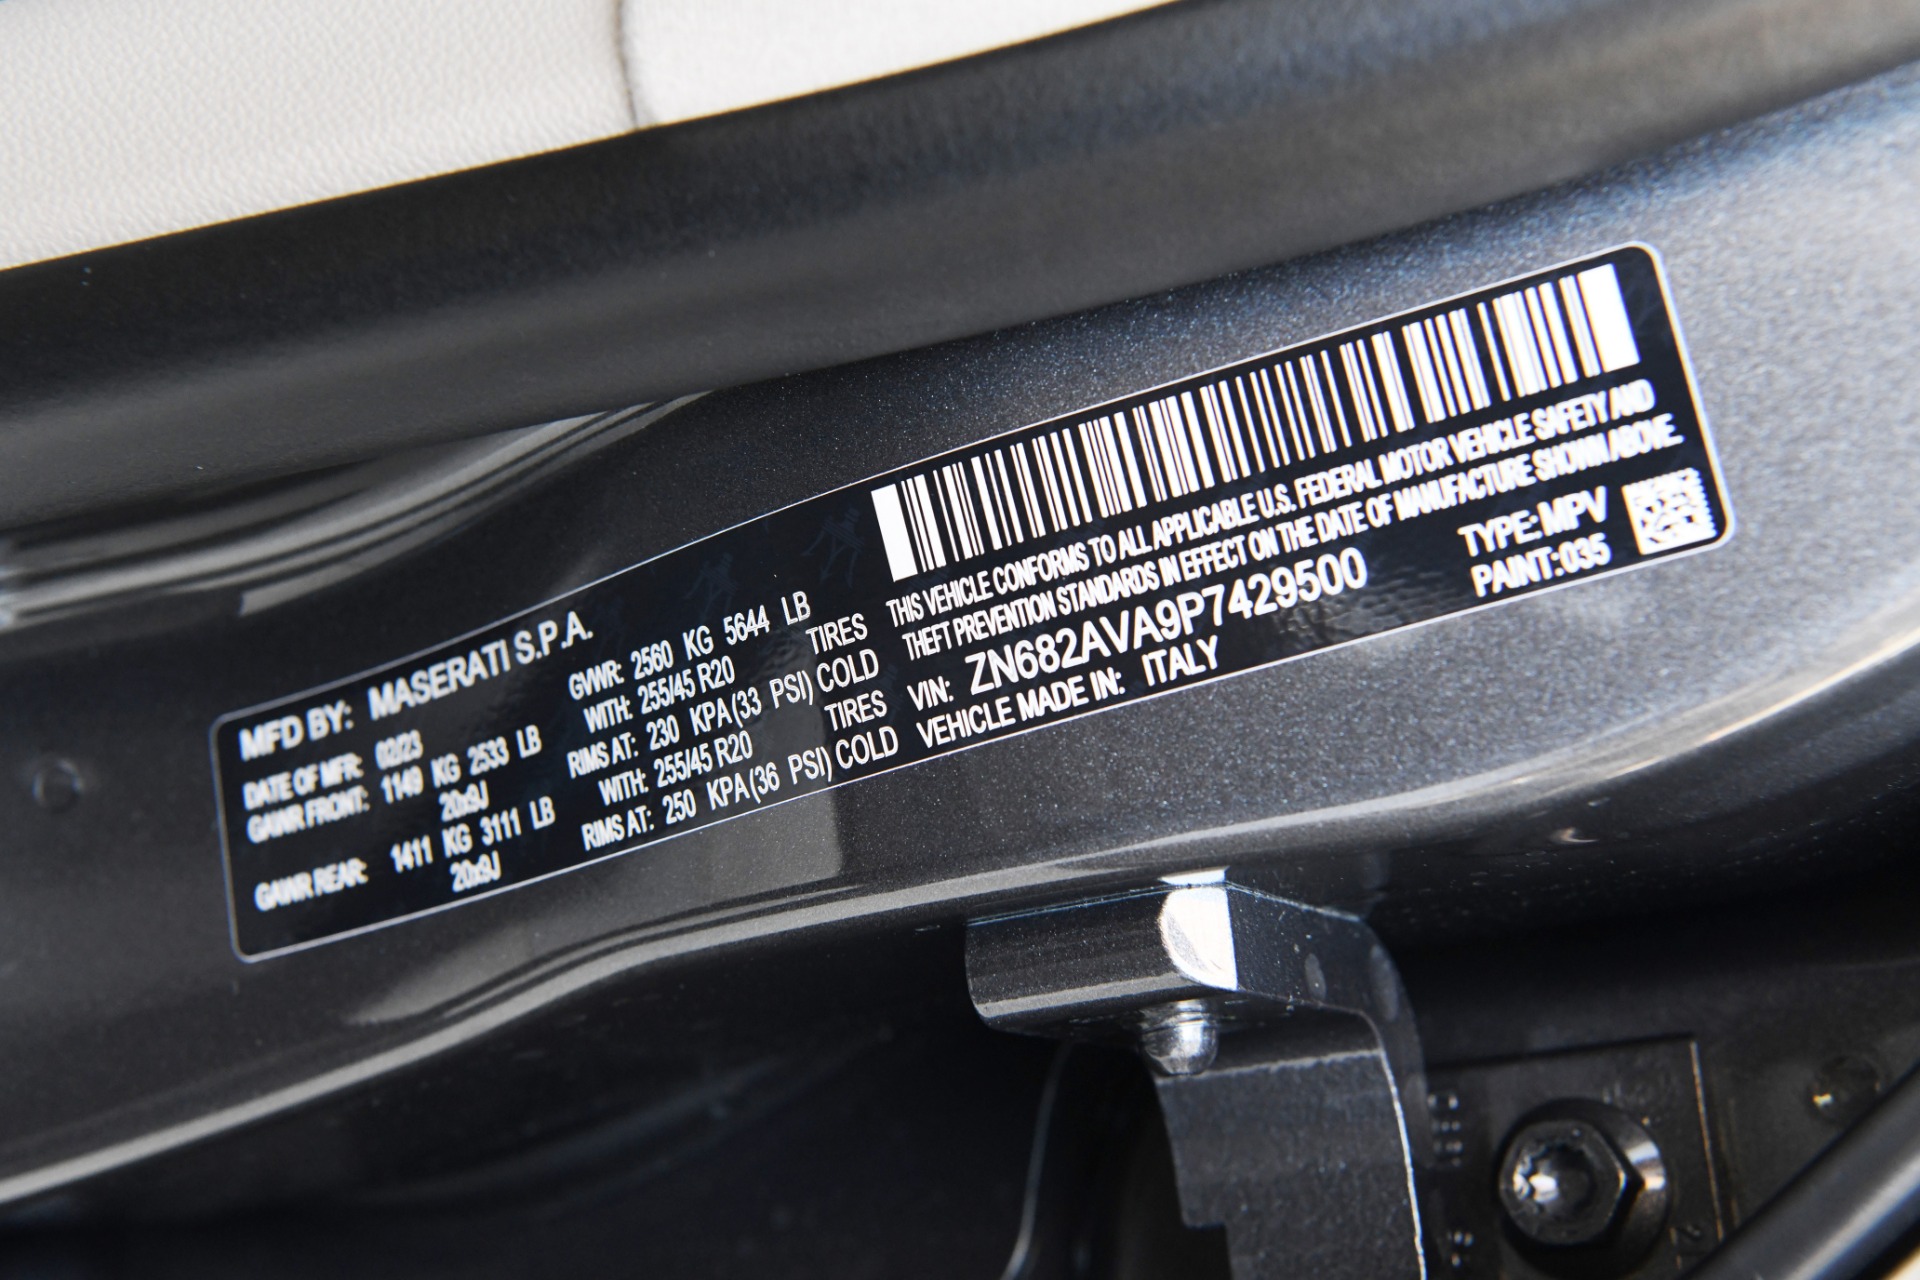 MFD BY: MASERATI S.P.A.
DATE OF MFR: 02/23
GAWR FRONT: 1149 KG 2533 LB
20x9J
GAWR REAR: 1411 KG 3111 LB
20x9J
GVWR: 2560 KG 5644 LB
WITH: 255/45 R20 TIRES
RIMS AT: 230 KPA(33 PSI) COLD
WITH: 255/45 R20 TIRES
RIMS AT: 250 KPA(36 PSI) COLD
THIS VEHICLE CONFORMS TO ALL APPLICABLE U.S. FEDERAL MOTOR VEHICLE SAFETY AND
THEFT PREVENTION STANDARDS IN EFFECT ON THE DATE OF MANUFACTURE SHOWN ABOVE.
VIN: ZN682AVA9P7429500
VEHICLE MADE IN: ITALY
TYPE: MPV
PAINT:035